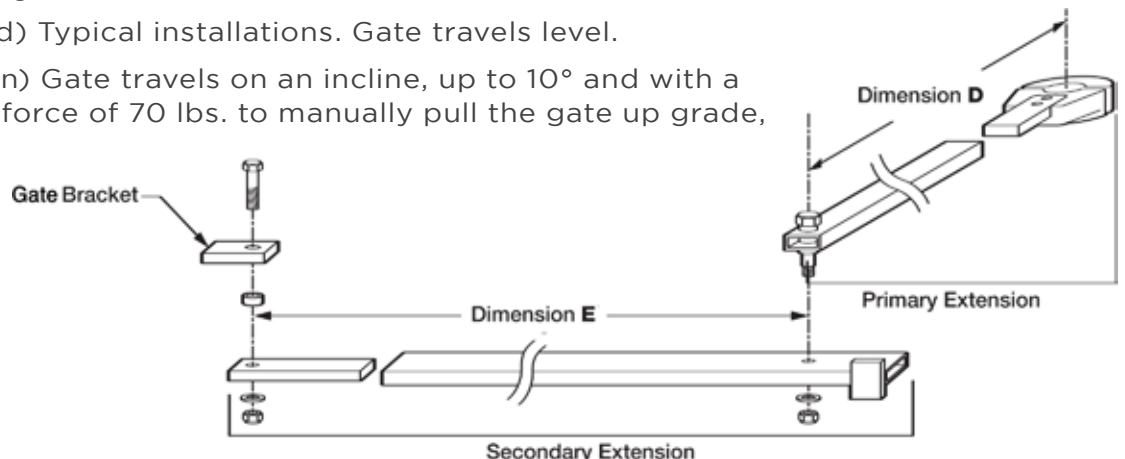 d) Typical installations. Gate travels level.
n) Gate travels on an incline, up to 10° and with a
force of 70 lbs. to manually pull the gate up grade,
Dimension D
Gate Bracket
Dimension E
Primary Extension
Secondary Extension